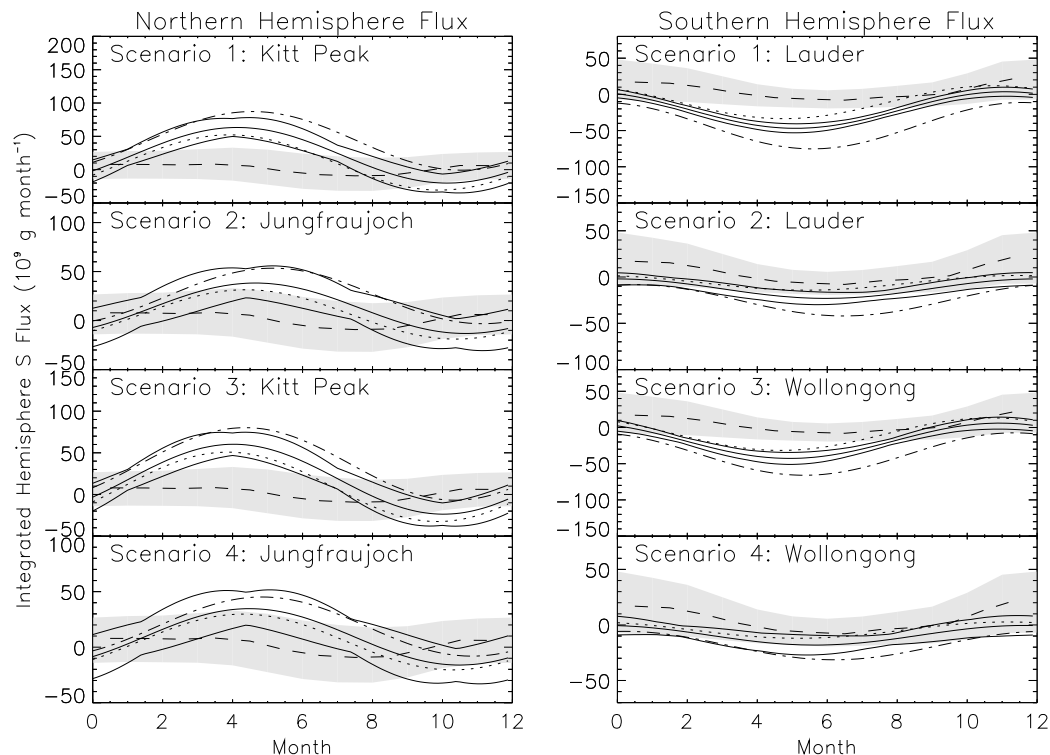 Northern Hemisphere Flux
Integrated Hemisphere S Flux (10⁹ g month⁻¹)
Scenario 1: Kitt Peak
200
150
100
50
0
−50
Scenario 2: Jungfraujoch
100
50
0
−50
Scenario 3: Kitt Peak
150
100
50
0
−50
Scenario 4: Jungfraujoch
100
50
0
−50
0 2 4 6 8 10 12
Month
Southern Hemisphere Flux
Scenario 1: Lauder
50
0
−50
−100
−150
Scenario 2: Lauder
50
0
−50
−100
Scenario 3: Wollongong
50
0
−50
−100
−150
Scenario 4: Wollongong
50
0
−50
0 2 4 6 8 10 12
Month